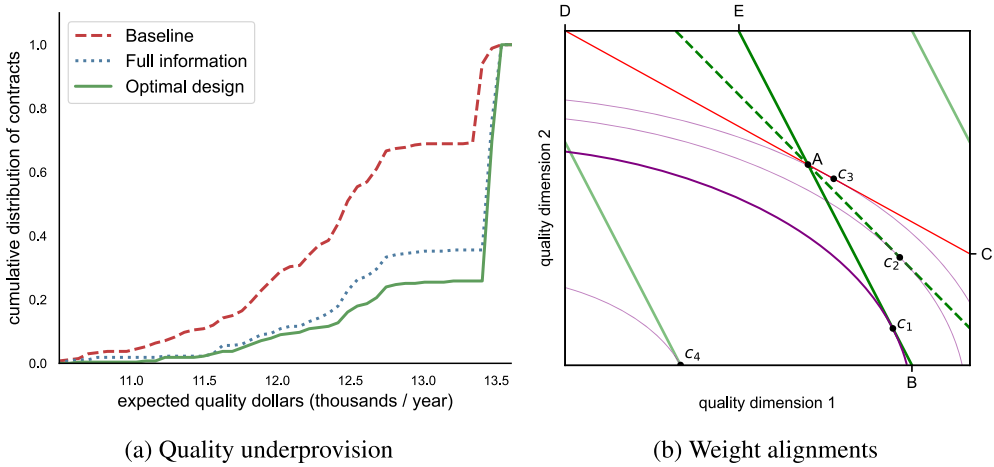 Baseline
Full information
Optimal design
cumulative distribution of contracts
1.0
0.8
0.6
0.4
0.2
0.0
11.0 11.5 12.0 12.5 13.0 13.5
expected quality dollars (thousands / year)
(a) Quality underprovision
D E
quality dimension 2
A
c3
C
c2
c1
c4
B
quality dimension 1
(b) Weight alignments